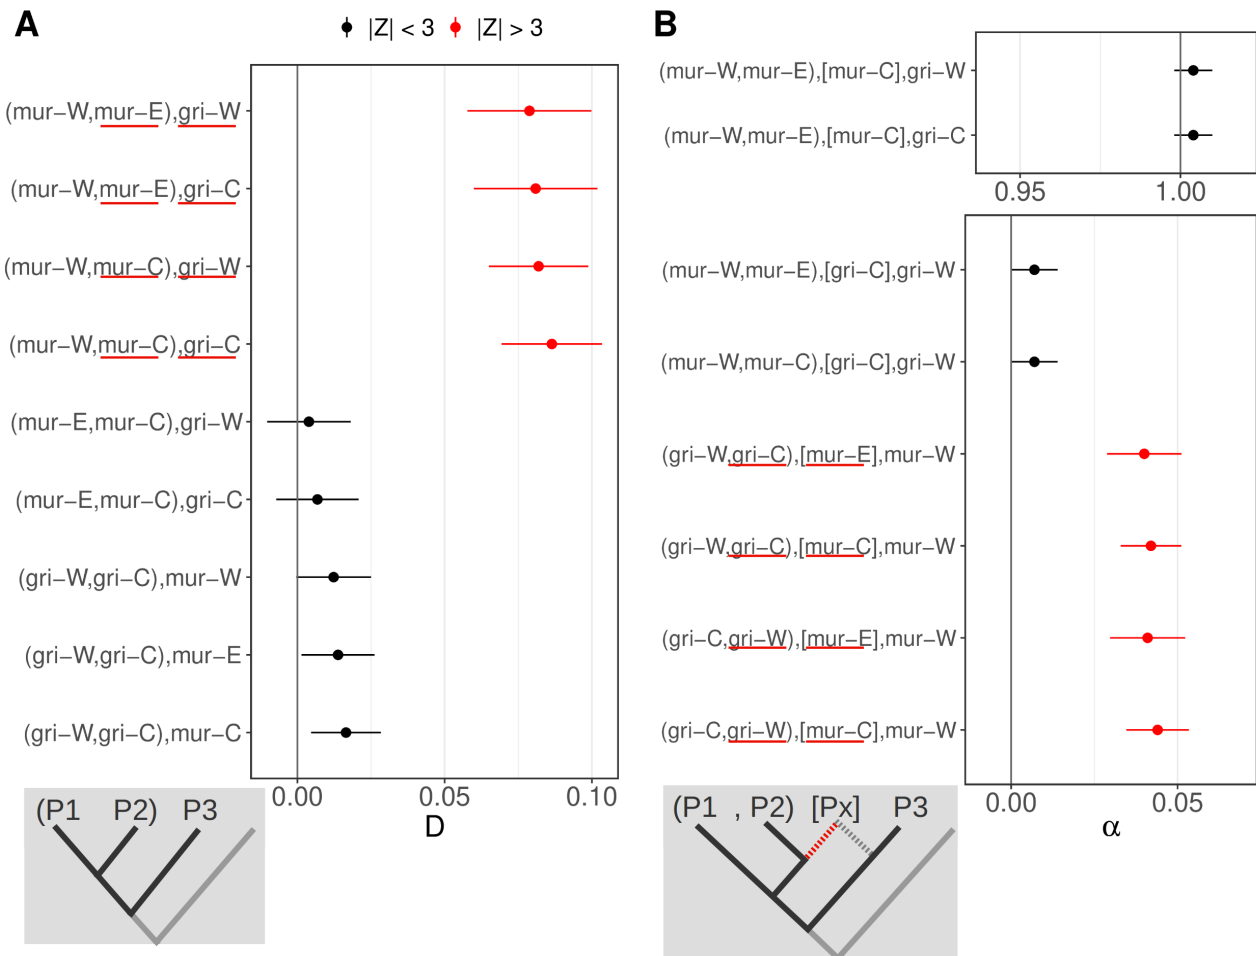 A
|Z| < 3 |Z| > 3
(mur−W,mur−E),gri−W
(mur−W,mur−E),gri−C
(mur−W,mur−C),gri−W
(mur−W,mur−C),gri−C
(mur−E,mur−C),gri−W
(mur−E,mur−C),gri−C
(gri−W,gri−C),mur−W
(gri−W,gri−C),mur−E
(gri−W,gri−C),mur−C
0.00 0.05 0.10
D
(P1 P2) P3
B
(mur−W,mur−E),[mur−C],gri−W
(mur−W,mur−E),[mur−C],gri−C
0.95 1.00
(mur−W,mur−E),[gri−C],gri−W
(mur−W,mur−C),[gri−C],gri−W
(gri−W,gri−C),[mur−E],mur−W
(gri−W,gri−C),[mur−C],mur−W
(gri−C,gri−W),[mur−E],mur−W
(gri−C,gri−W),[mur−C],mur−W
0.00 0.05
α
(P1 , P2) [Px] P3